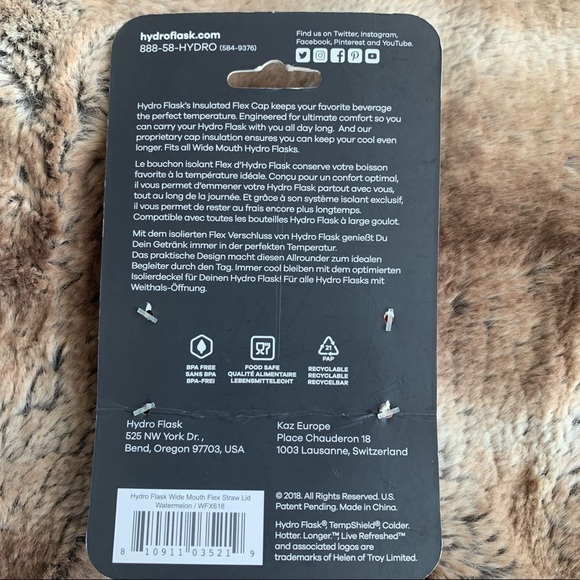 hydroflask.com
888-58-HYDRO (584-9376)
Find us on Twitter, Instagram,
Facebook, Pinterest and YouTube.
Hydro Flask's Insulated Flex Cap keeps your favorite beverage
the perfect temperature. Engineered for ultimate comfort so you
can carry your Hydro Flask with you all day long. And our
proprietary cap insulation ensures you can keep your cool even
longer. Fits all Wide Mouth Hydro Flasks.
Le bouchon isolant Flex d'Hydro Flask conserve votre boisson
favorite à la température idéale. Conçu pour un confort optimal,
il vous permet d'emmener votre Hydro Flask partout avec vous,
tout au long de la journée. Et grâce à son système isolant exclusif,
il vous permet de rester au frais encore plus longtemps.
Compatible avec toutes les bouteilles Hydro Flask à large goulot.
Mit dem isolierten Flex Verschluss von Hydro Flask genießt Du
Dein Getränk immer in der perfekten Temperatur.
Das praktische Design macht diesen Allrounder zum idealen
Begleiter durch den Tag. Immer cool bleiben mit dem optimierten
Isolierdeckel für Deinen Hydro Flask! Für alle Hydro Flasks mit
Weithals-Öffnung.
BPA FREE
SANS BPA
BPA-FREI
FOOD SAFE
QUALITÉ ALIMENTAIRE
LEBENSMITTELECHT
21
PAP
RECYCLABLE
RECYCLABLE
RECYCELBAR
Hydro Flask
525 NW York Dr.,
Bend, Oregon 97703, USA
Kaz Europe
Place Chauderon 18
1003 Lausanne, Switzerland
Hydro Flask Wide Mouth Flex Straw Lid
Watermelon / WFX618
8 10911 03521 9
© 2018. All Rights Reserved. U.S.
Patent Pending. Made in China.
Hydro Flask®, TempShield®, Colder.
Hotter. Longer.™, Live Refreshed™
and associated logos are
trademarks of Helen of Troy Limited.